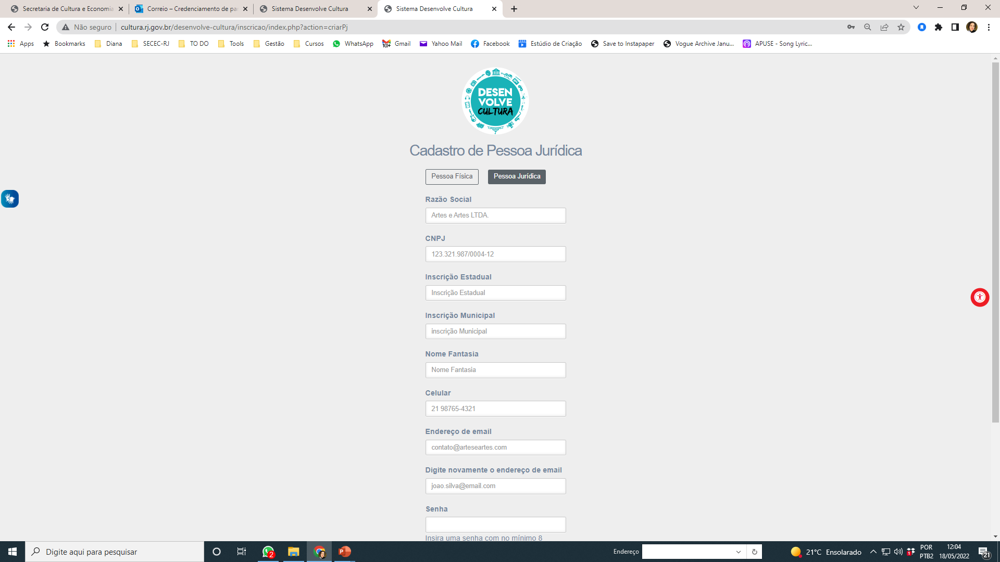 Secretaria de Cultura e Economia
Correio – Credenciamento de pa
Sistema Desenvolve Cultura
Sistema Desenvolve Cultura
Não seguro
cultura.rj.gov.br/desenvolve-cultura/inscricao/index.php?action=criarPj
Apps
Bookmarks
Diana
SECEC-RJ
TO DO
Tools
Gestão
Cursos
WhatsApp
100+
Gmail
Yahoo Mail
Facebook
Estúdio de Criação
Save to Instapaper
Vogue Archive Janu...
APUSE - Song Lyric...
DESEN
VOLVE
CULTURA
Cadastro de Pessoa Jurídica
Pessoa Física
Pessoa Jurídica
Razão Social
Artes e Artes LTDA.
CNPJ
123.321.987/0004-12
Inscrição Estadual
Inscrição Estadual
Inscrição Municipal
inscrição Municipal
Nome Fantasia
Nome Fantasia
Celular
21 98765-4321
Endereço de email
contato@arteseartes.com
Digite novamente o endereço de email
joao.silva@email.com
Senha
Insira uma senha com no mínimo 8
Digite aqui para pesquisar
2
P
Endereço
21°C Ensolarado
1
POR
PTB2
12:04
18/05/2022
21